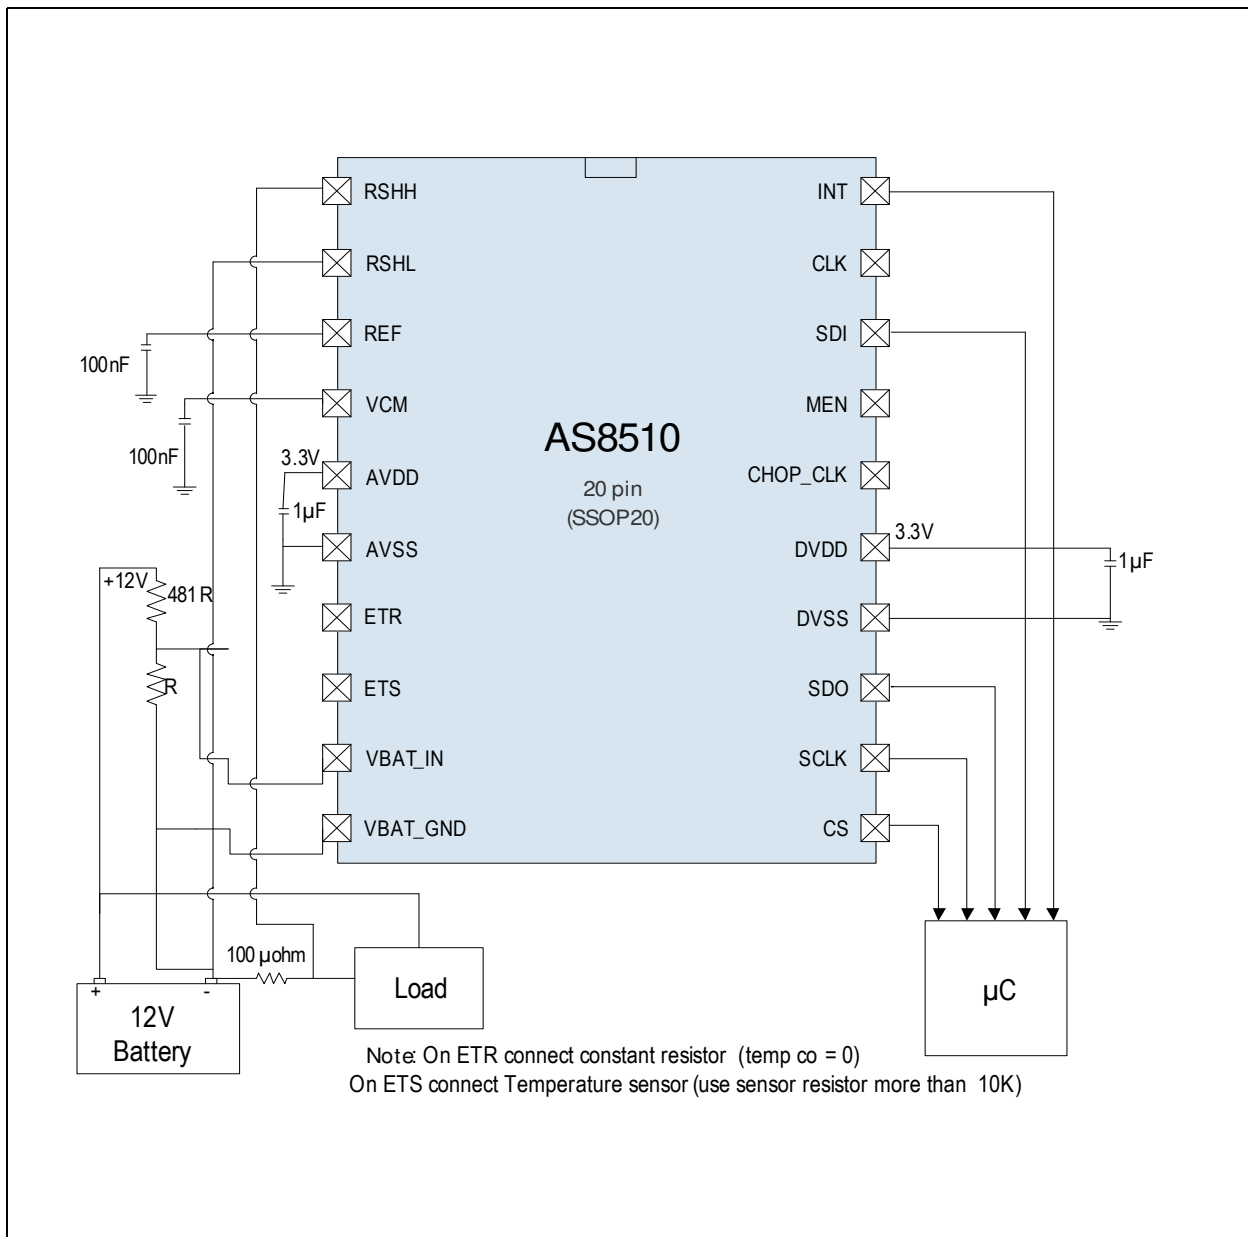 RSHH
INT
RSHL
CLK
REF
SDI
100nF
VCM
MEN
AS8510
100nF
3.3V
AVDD
20 pin
CHOP_CLK
1µF
(SSOP20)
AVSS
DVDD
3.3V
1µF
+12V
481R
ETR
DVSS
R
ETS
SDO
VBAT_IN
SCLK
VBAT_GND
CS
100 µohm
Load
µC
+
-
12V
Battery
Note: On ETR connect constant resistor (temp co = 0)
On ETS connect Temperature sensor (use sensor resistor more than 10K)